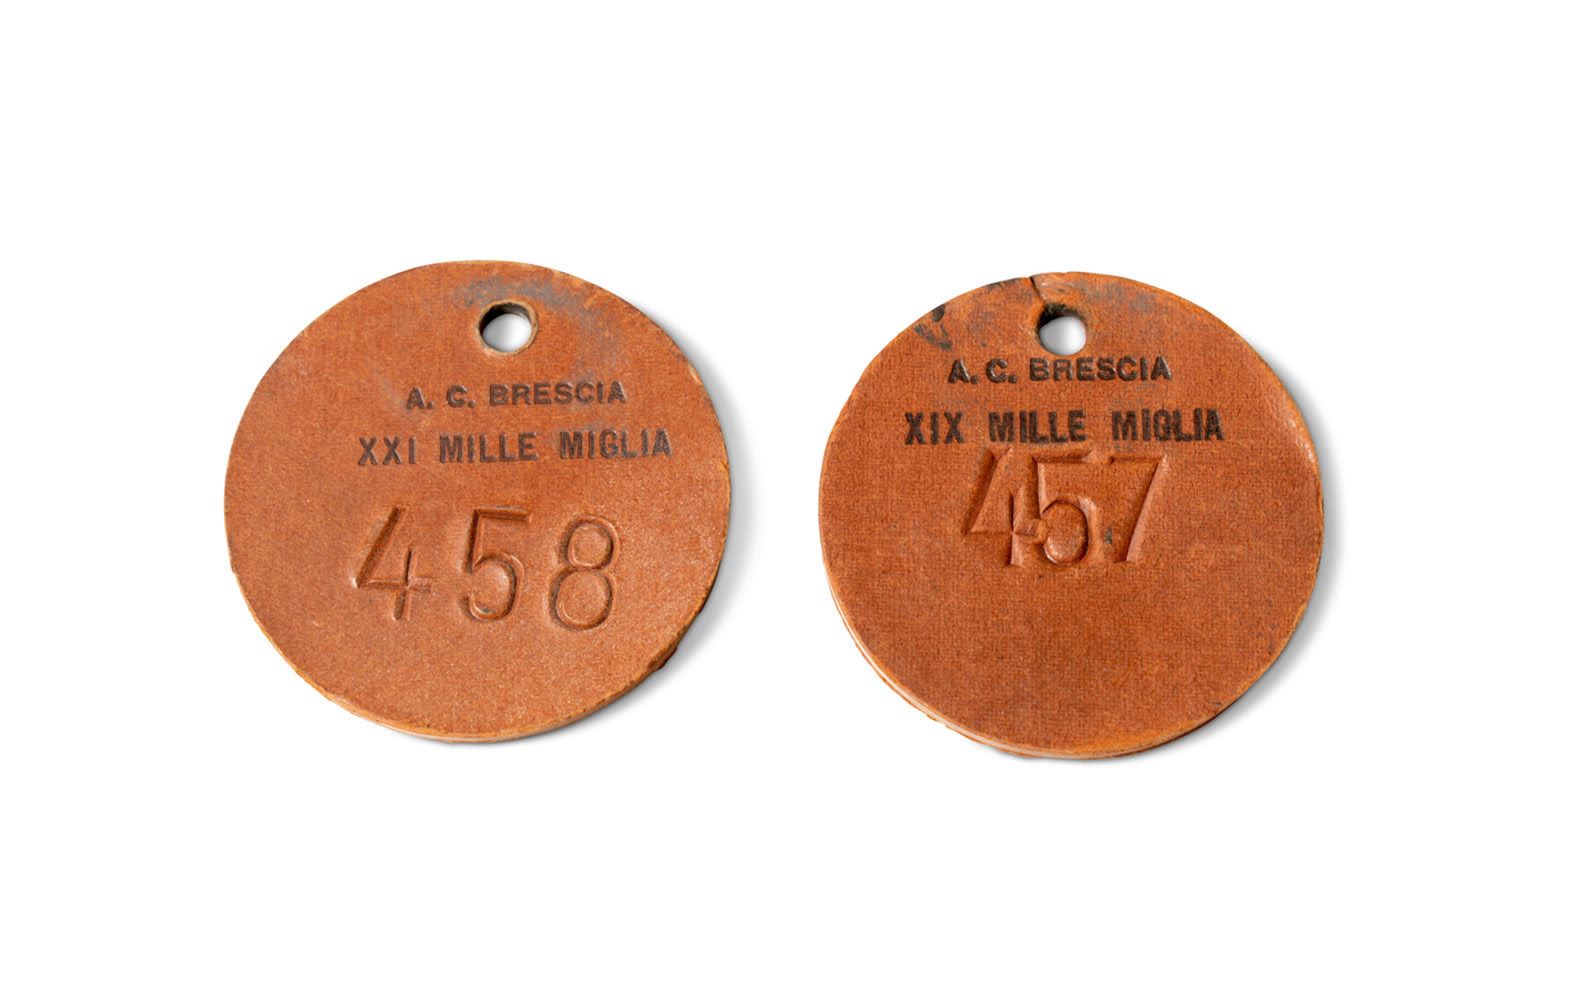 A. C. BRESCIA
XXI MILLE MIGLIA
458
A. C. BRESCIA
XIX MILLE MIGLIA
457